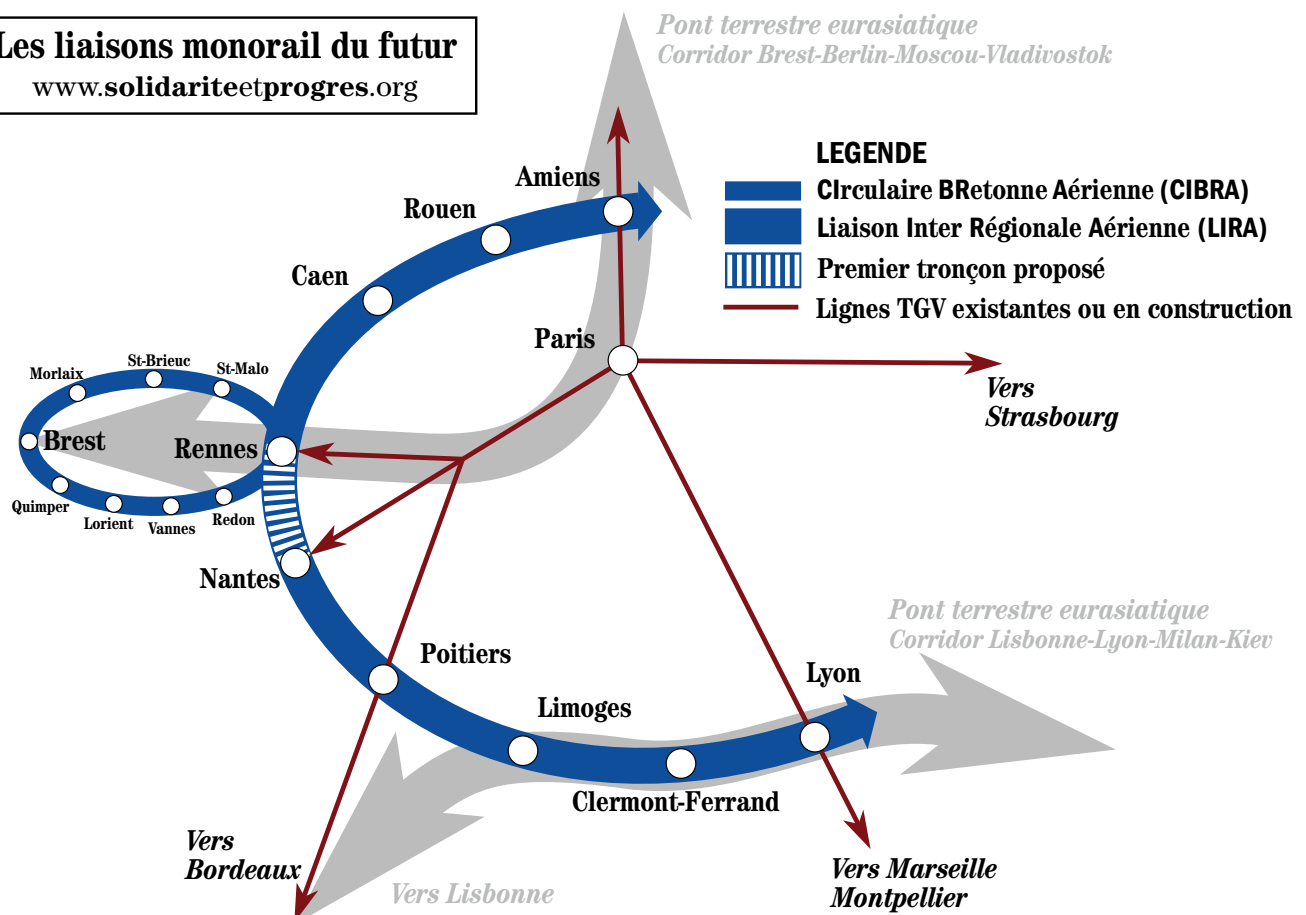 Les liaisons monorail du futur
www.solidariteetprogres.org
Pont terrestre eurasiatique
Corridor Brest-Berlin-Moscou-Vladivostok
LEGENDE
CIrculaire BRetonne Aérienne (CIBRA)
Liaison Inter Régionale Aérienne (LIRA)
Premier tronçon proposé
Lignes TGV existantes ou en construction
Amiens
Rouen
Caen
Paris
Vers
Strasbourg
St-Brieuc
St-Malo
Morlaix
Brest
Rennes
Quimper
Lorient
Vannes
Redon
Nantes
Pont terrestre eurasiatique
Corridor Lisbonne-Lyon-Milan-Kiev
Poitiers
Lyon
Limoges
Clermont-Ferrand
Vers
Bordeaux
Vers Lisbonne
Vers Marseille
Montpellier